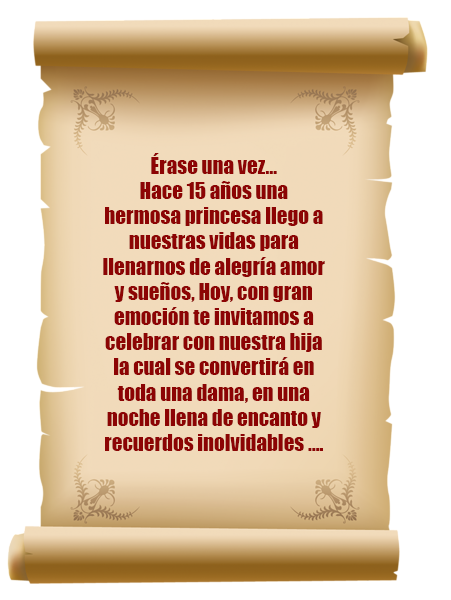 Érase una vez...
Hace 15 años una
hermosa princesa llego a
nuestras vidas para
llenarnos de alegría amor
y sueños, Hoy, con gran
emoción te invitamos a
celebrar con nuestra hija
la cual se convertirá en
toda una dama, en una
noche llena de encanto y
recuerdos inolvidables ....